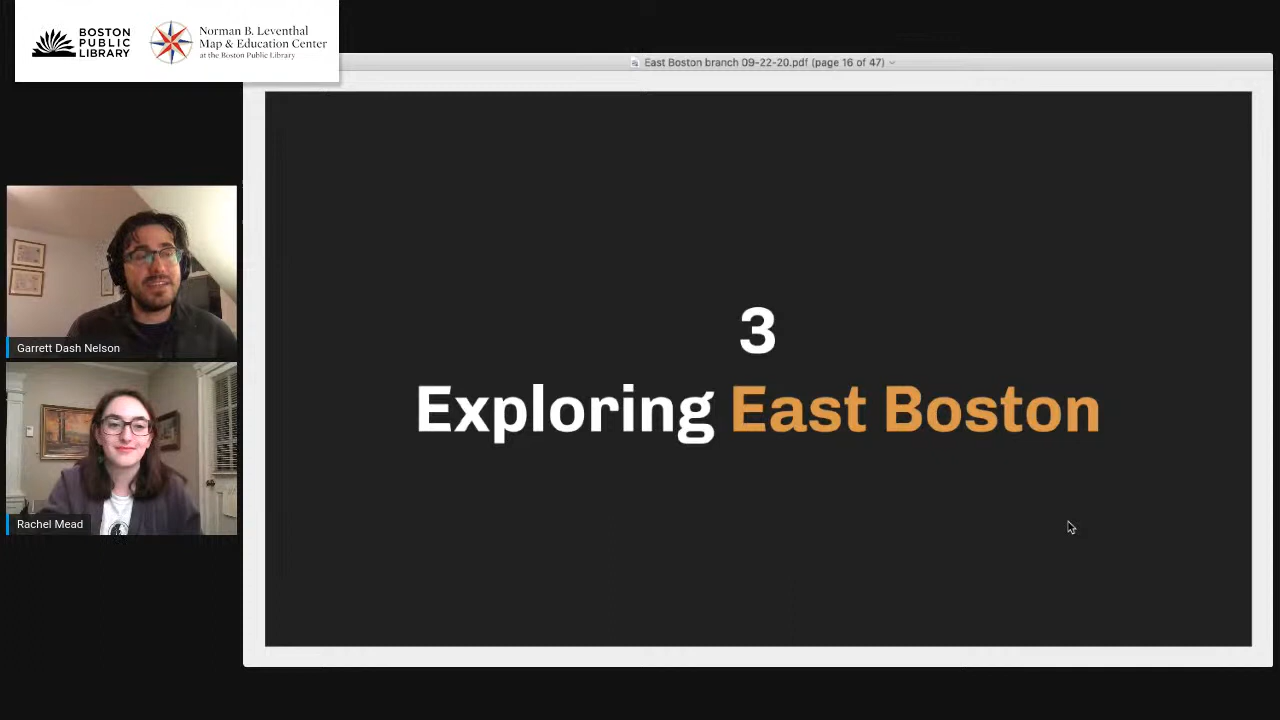 BOSTON
PUBLIC
LIBRARY
Norman B. Leventhal
Map & Education Center
at the Boston Public Library
East Boston branch 09-22-20.pdf (page 16 of 47)
3
Exploring East Boston
Garrett Dash Nelson
Rachel Mead